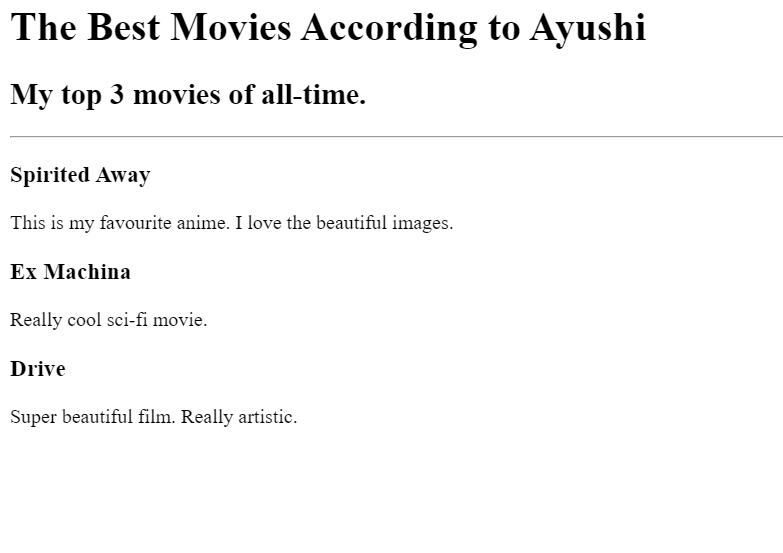 The Best Movies According to Ayushi
My top 3 movies of all-time.
Spirited Away
This is my favourite anime. I love the beautiful images.
Ex Machina
Really cool sci-fi movie.
Drive
Super beautiful film. Really artistic.